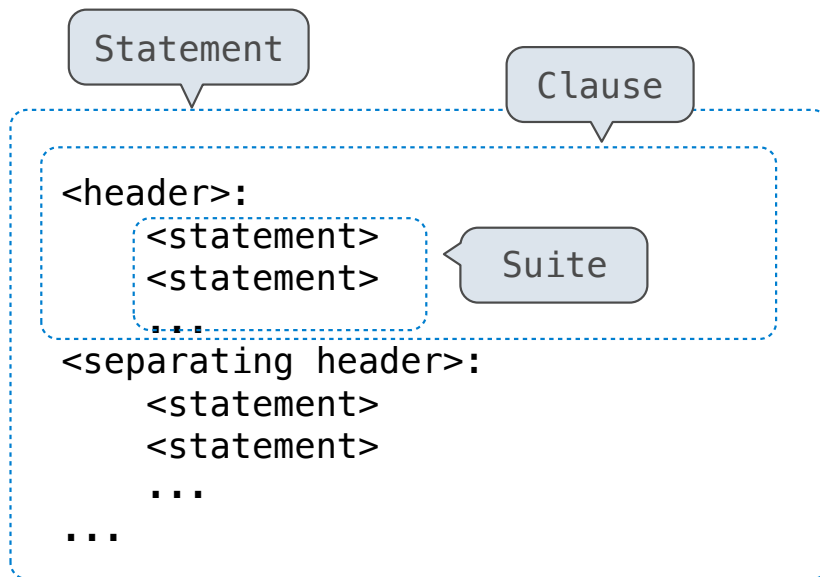 Statement
Clause
<header>:
    <statement>
    <statement>
Suite
    ...
<separating header>:
    <statement>
    <statement>
    ...
...